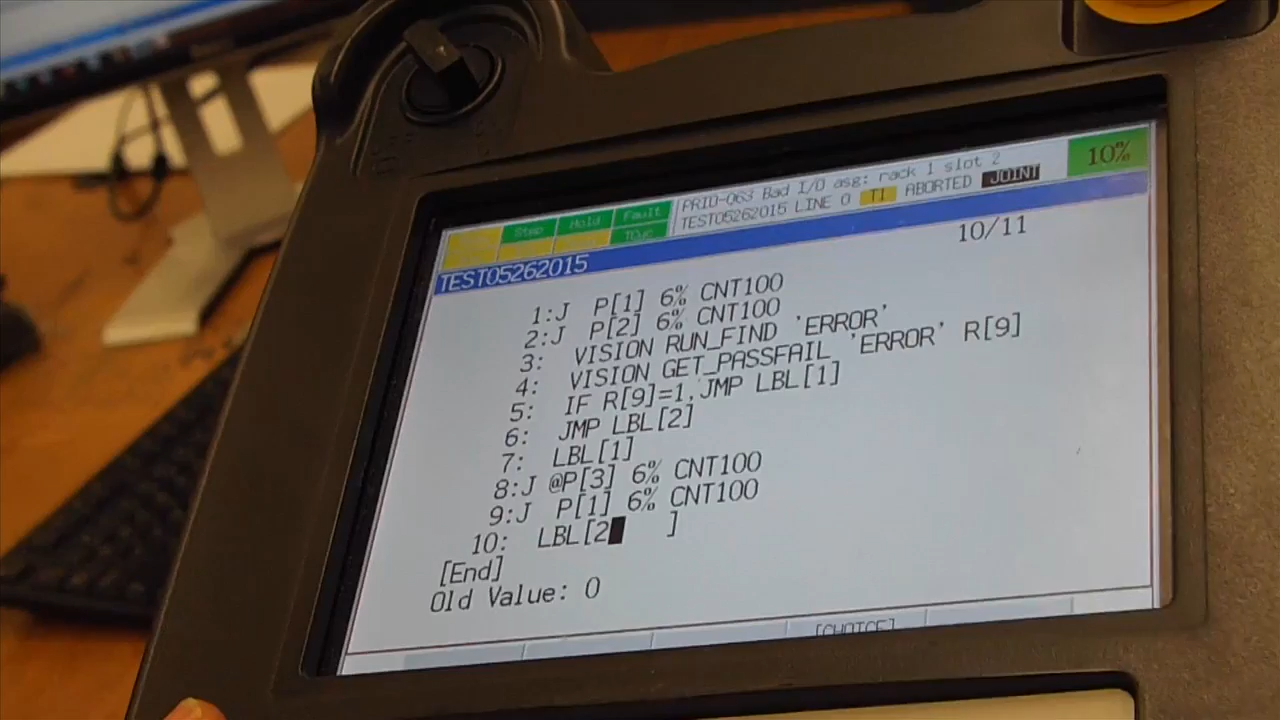 Step Hold Fault
TCyc
PRIO-063 Bad I/O asg: rack 1 slot 2
TEST05262015 LINE 0 T1 ABORTED JOINT
10%
TEST05262015
10/11
1:J P[1] 6% CNT100
2:J P[2] 6% CNT100
3: VISION RUN_FIND 'ERROR'
4: VISION GET_PASSFAIL 'ERROR' R[9]
5: IF R[9]=1,JMP LBL[1]
6: JMP LBL[2]
7: LBL[1]
8:J @P[3] 6% CNT100
9:J P[1] 6% CNT100
10: LBL[2 ]
[End]
Old Value: 0
[CHOICE]